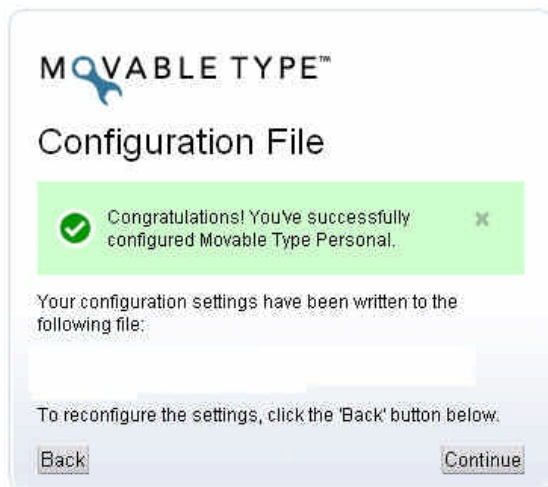 MOVABLE TYPE™
Configuration File
Congratulations! You've successfully
configured Movable Type Personal.
Your configuration settings have been written to the
following file:
To reconfigure the settings, click the 'Back' button below.
Back
Continue